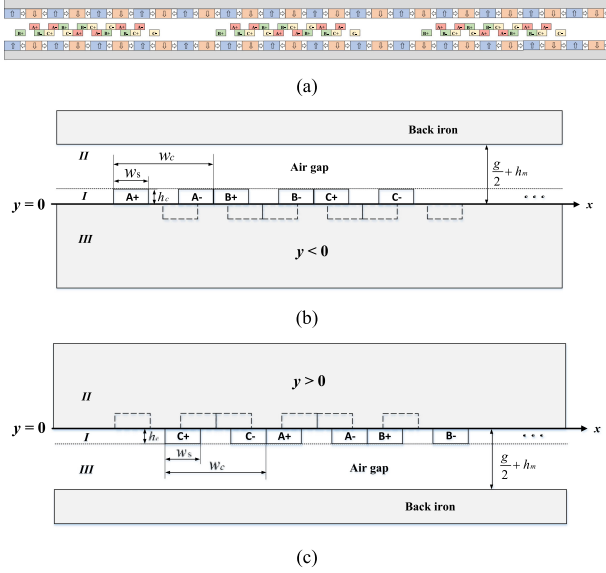 (a)
Back iron
II
w_c
w_s
Air gap
g/2 + h_m
I
A+ h_c A- B+ B- C+ C-
y = 0
x
III
y < 0
(b)
y > 0
II
y = 0
I
h_c C+ C- A+ A- B+ B-
w_s
w_c
III
Air gap
g/2 + h_m
Back iron
(c)